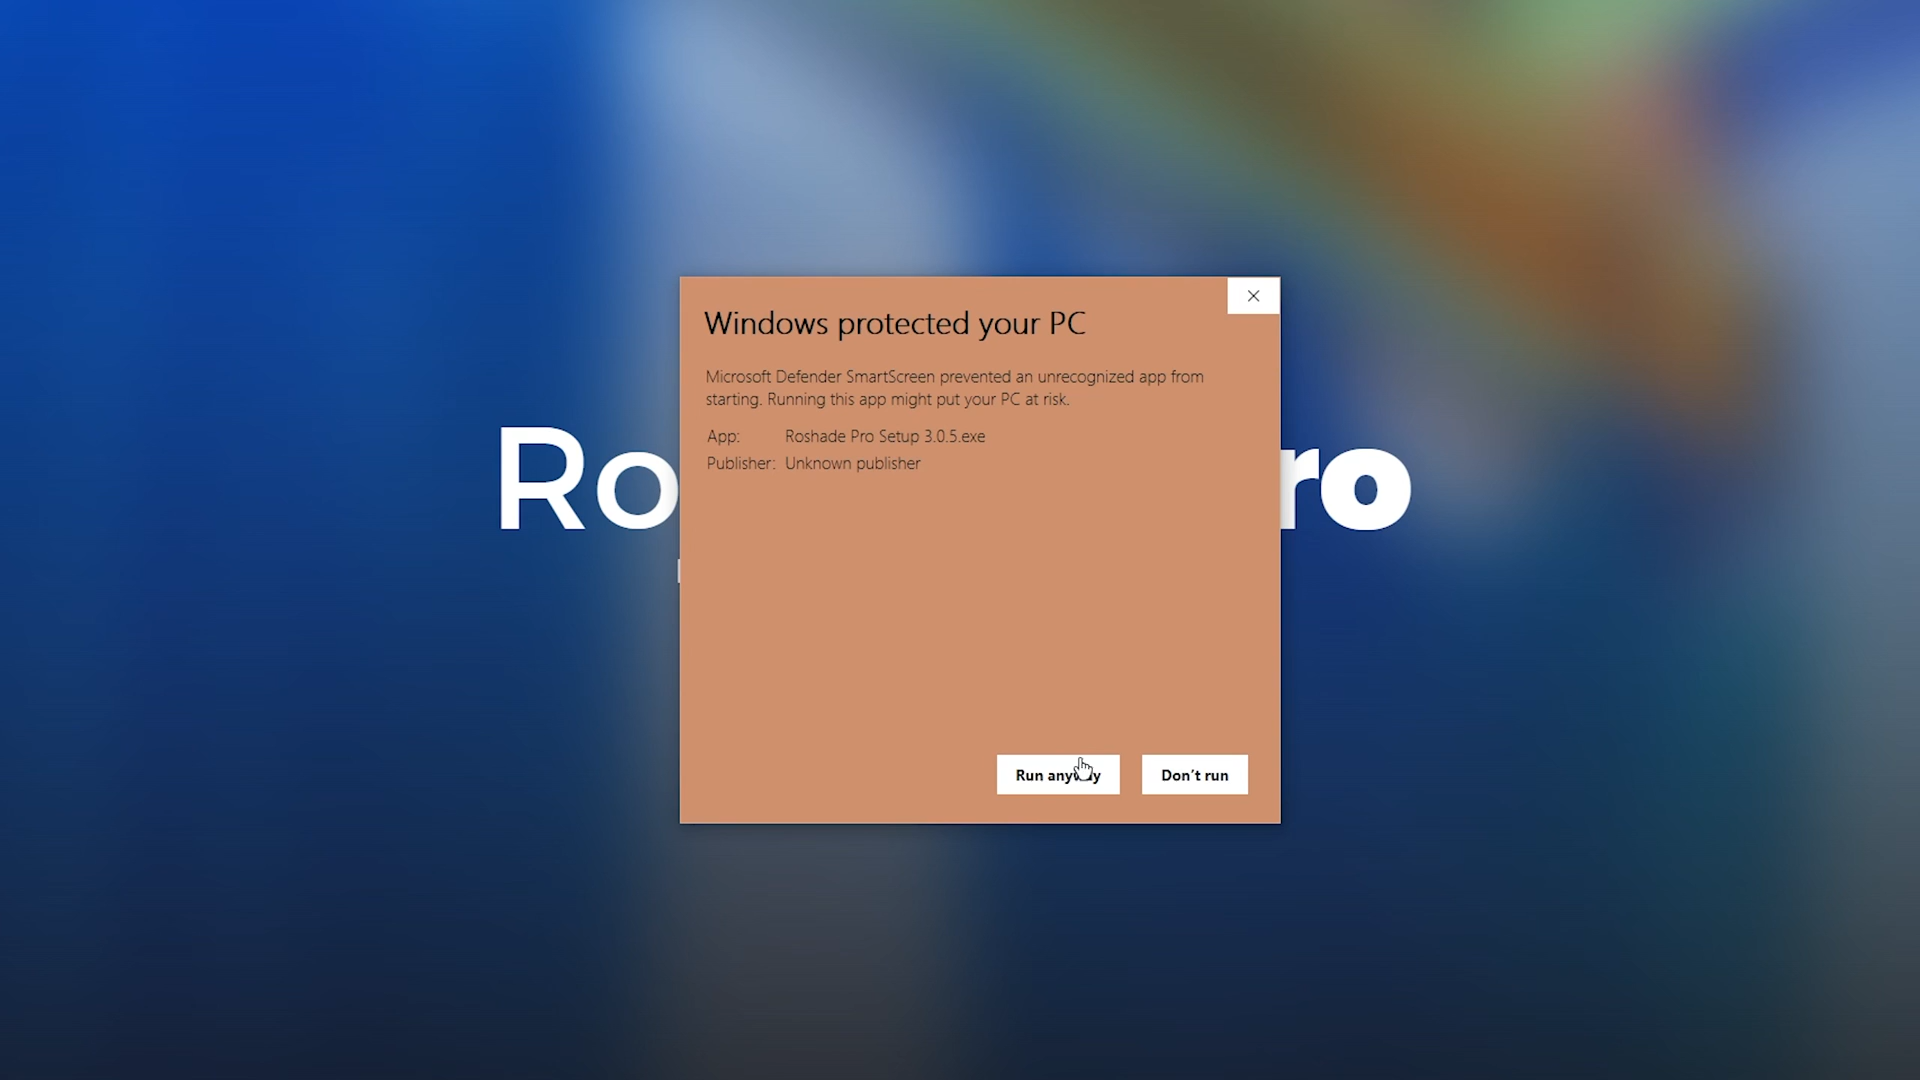 Windows protected your PC
Microsoft Defender SmartScreen prevented an unrecognized app from
starting. Running this app might put your PC at risk.
App: Roshade Pro Setup 3.0.5.exe
Publisher: Unknown publisher
Ro ro
Run anyway Don't run